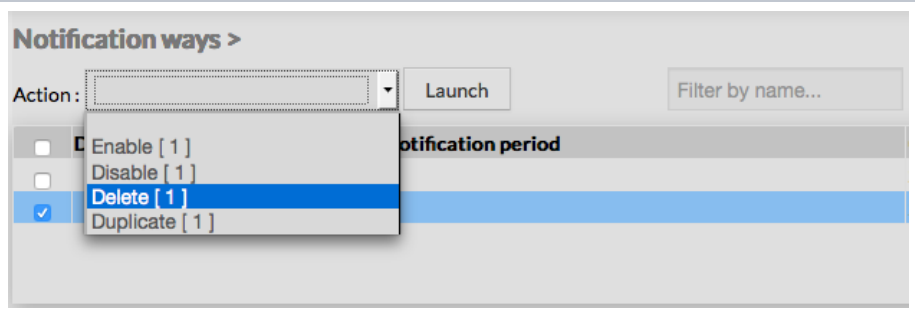 Notification ways >
Action : Launch Filter by name...
otification period
Enable [ 1 ]
Disable [ 1 ]
Delete [ 1 ]
Duplicate [ 1 ]